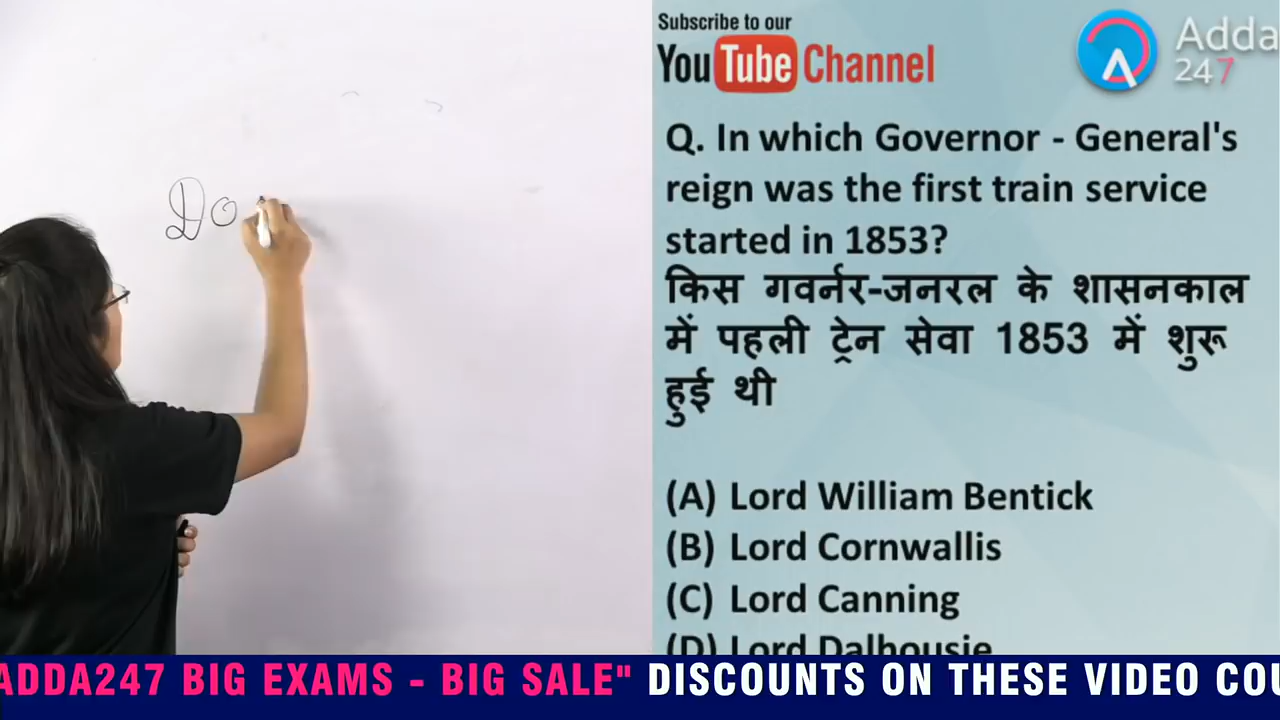 Do
Subscribe to our
YouTube Channel
Adda
247
Q. In which Governor - General's
reign was the first train service
started in 1853?
किस गवर्नर-जनरल के शासनकाल
में पहली ट्रेन सेवा 1853 में शुरू
हुई थी
(A) Lord William Bentick
(B) Lord Cornwallis
(C) Lord Canning
(D) Lord Dalhousie
ADDA247 BIG EXAMS - BIG SALE" DISCOUNTS ON THESE VIDEO COU